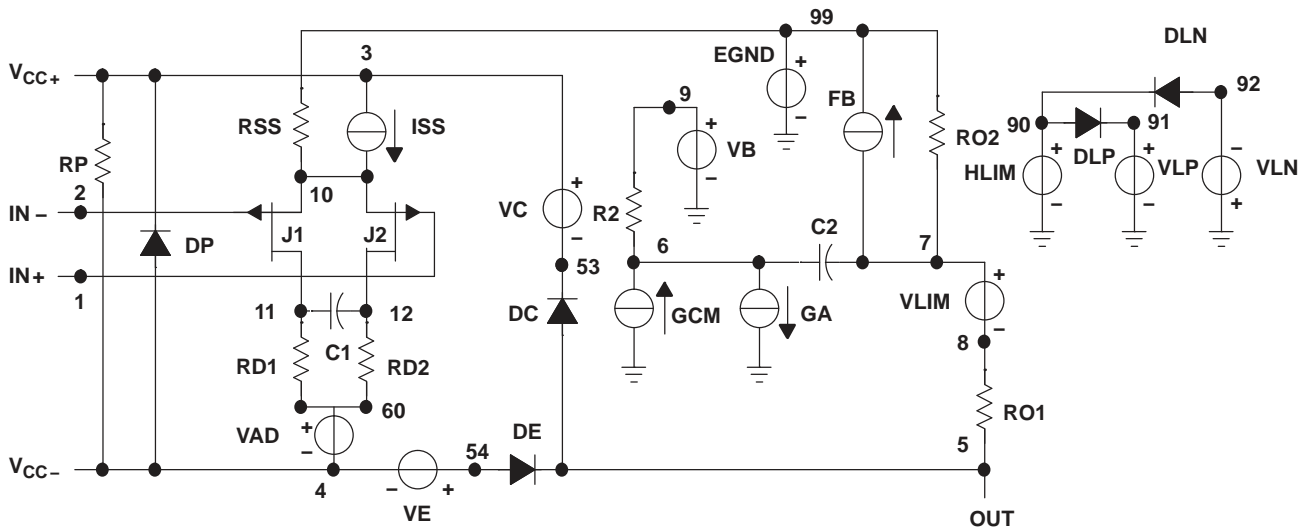 99
3
DLN
VCC+
EGND
+
92
9
FB
RSS
ISS
+
90
91
RP
VB
–
RO2
DLP
+
+
–
10
–
HLIM
VLP
VLN
2
+
–
–
+
IN –
VC
R2
C2
J1
J2
–
DP
6
7
IN +
53
+
1
VLIM
11
12
DC
GCM
GA
–
C1
8
RD1
RD2
60
RO1
+
VAD
DE
–
54
5
VCC–
4
–
+
VE
OUT